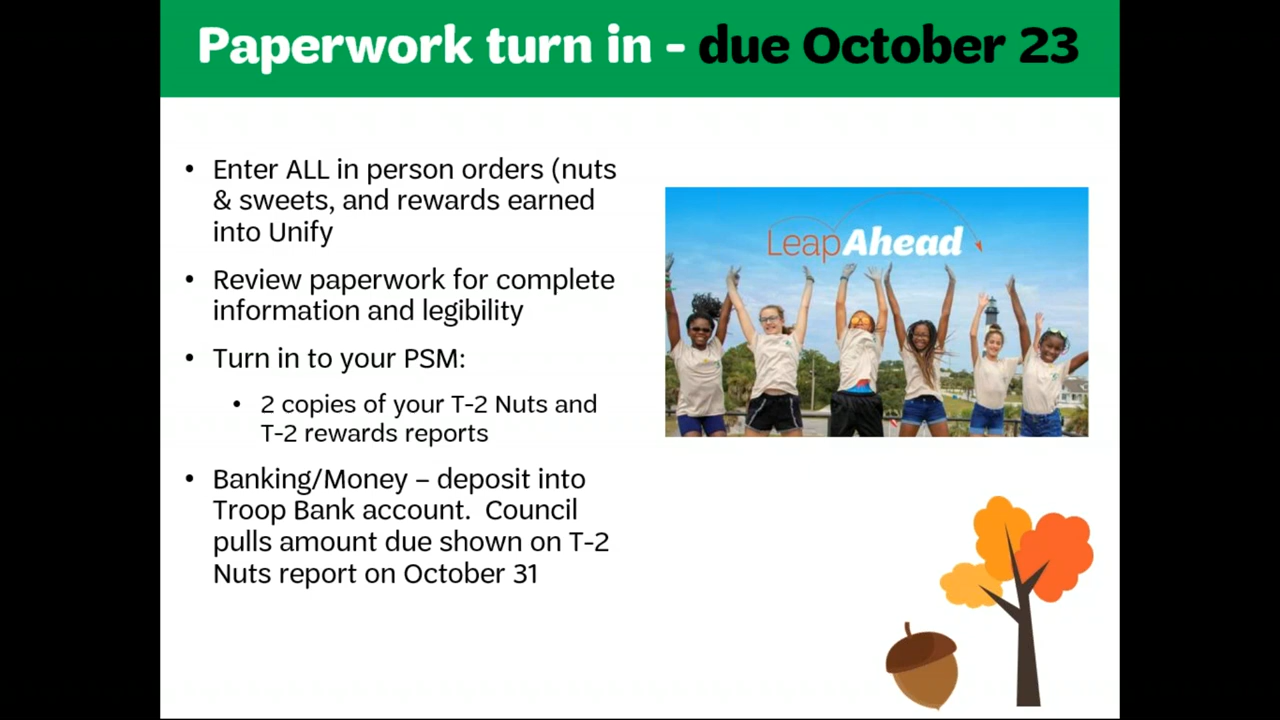 Paperwork turn in - due October 23
• Enter ALL in person orders (nuts
& sweets, and rewards earned
into Unify
• Review paperwork for complete
information and legibility
• Turn in to your PSM:
• 2 copies of your T-2 Nuts and
T-2 rewards reports
• Banking/Money – deposit into
Troop Bank account.  Council
pulls amount due shown on T-2
Nuts report on October 31
LeapAhead